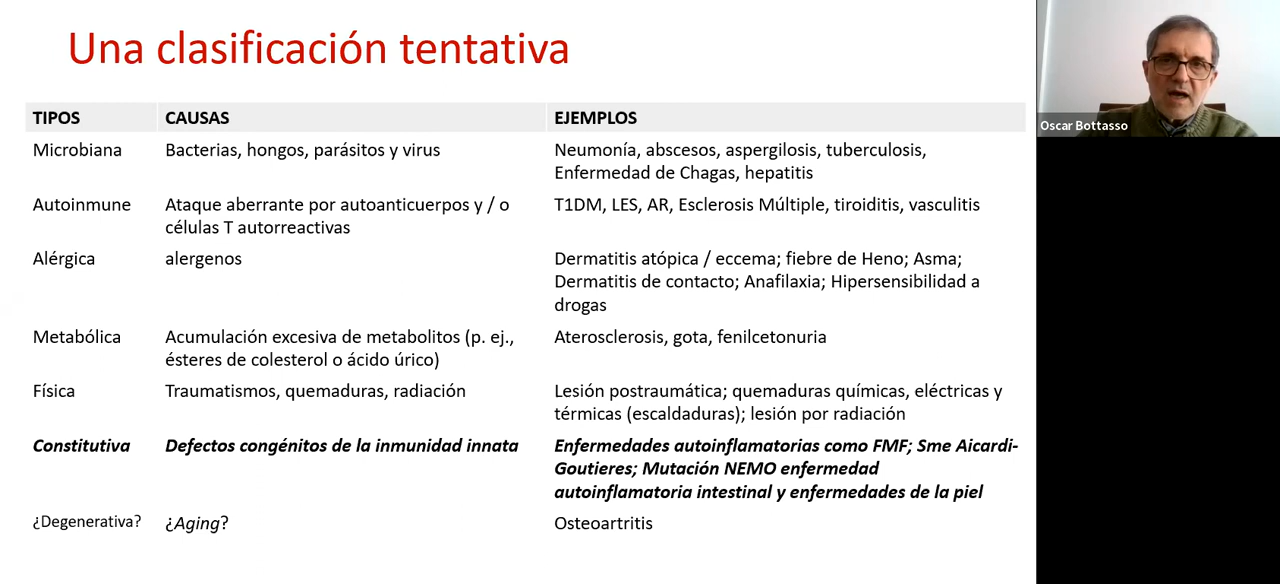 Una clasificación tentativa
Oscar Bottasso
TIPOS CAUSAS EJEMPLOS
Microbiana Bacterias, hongos, parásitos y virus Neumonía, abscesos, aspergilosis, tuberculosis,
Enfermedad de Chagas, hepatitis
Autoinmune Ataque aberrante por autoanticuerpos y / o T1DM, LES, AR, Esclerosis Múltiple, tiroiditis, vasculitis
células T autorreactivas
Alérgica alergenos Dermatitis atópica / eccema; fiebre de Heno; Asma;
Dermatitis de contacto; Anafilaxia; Hipersensibilidad a
drogas
Metabólica Acumulación excesiva de metabolitos (p. ej., Aterosclerosis, gota, fenilcetonuria
ésteres de colesterol o ácido úrico)
Física Traumatismos, quemaduras, radiación Lesión postraumática; quemaduras químicas, eléctricas y
térmicas (escaldaduras); lesión por radiación
Constitutiva Defectos congénitos de la inmunidad innata Enfermedades autoinflamatorias como FMF; Sme Aicardi-
Goutieres; Mutación NEMO enfermedad
autoinflamatoria intestinal y enfermedades de la piel
¿Degenerativa? ¿Aging? Osteoartritis